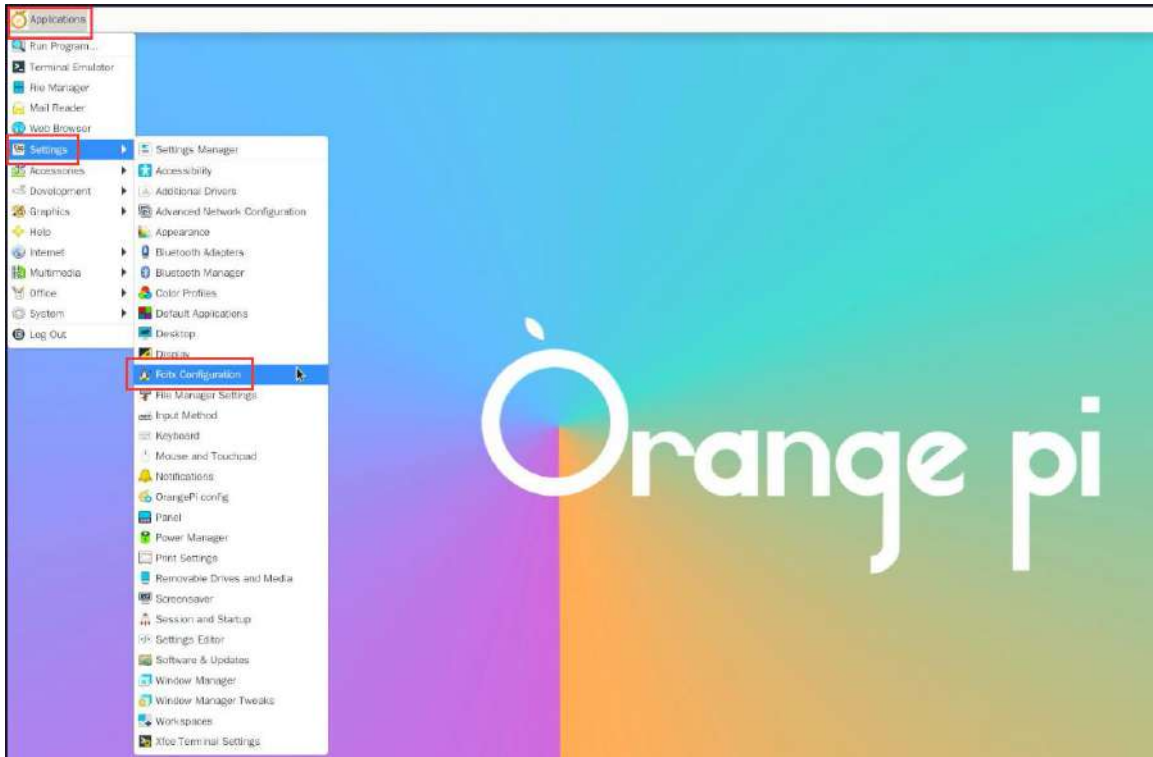 Applications
Run Program...
Terminal Emulator
File Manager
Mail Reader
Web Browser
Settings
Accessories
Development
Graphics
Help
Internet
Multimedia
Office
System
Log Out
Settings Manager
Accessibility
Additional Drivers
Advanced Network Configuration
Appearance
Bluetooth Adapters
Bluetooth Manager
Color Profiles
Default Applications
Desktop
Display
Fcitx Configuration
File Manager Settings
Input Method
Keyboard
Mouse and Touchpad
Notifications
OrangePi config
Panel
Power Manager
Print Settings
Removable Drives and Media
Screensaver
Session and Startup
Settings Editor
Software & Updates
Window Manager
Window Manager Tweaks
Workspaces
Xfce Terminal Settings
Orange pi